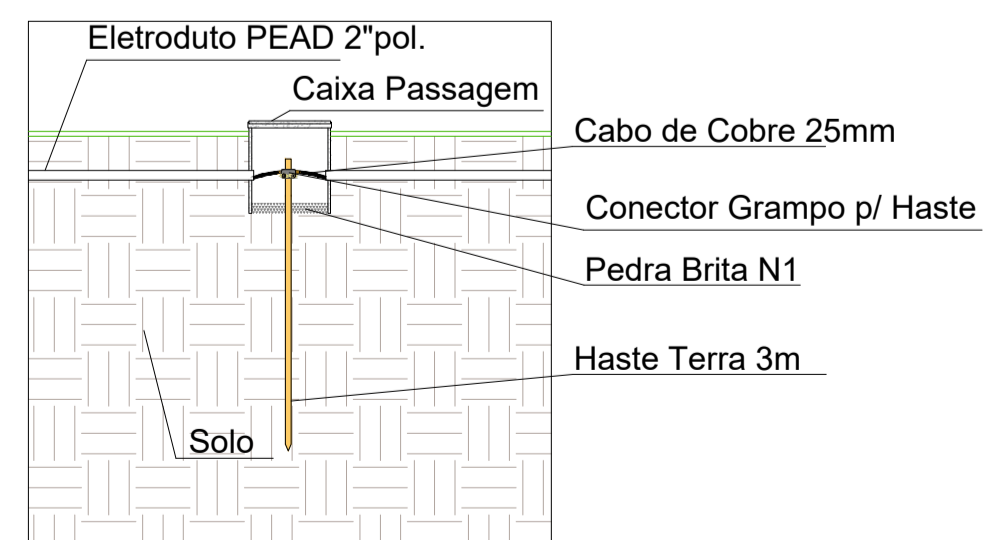 Eletroduto PEAD 2"pol.
Caixa Passagem
Cabo de Cobre 25mm
Conector Grampo p/ Haste
Pedra Brita N1
Haste Terra 3m
Solo